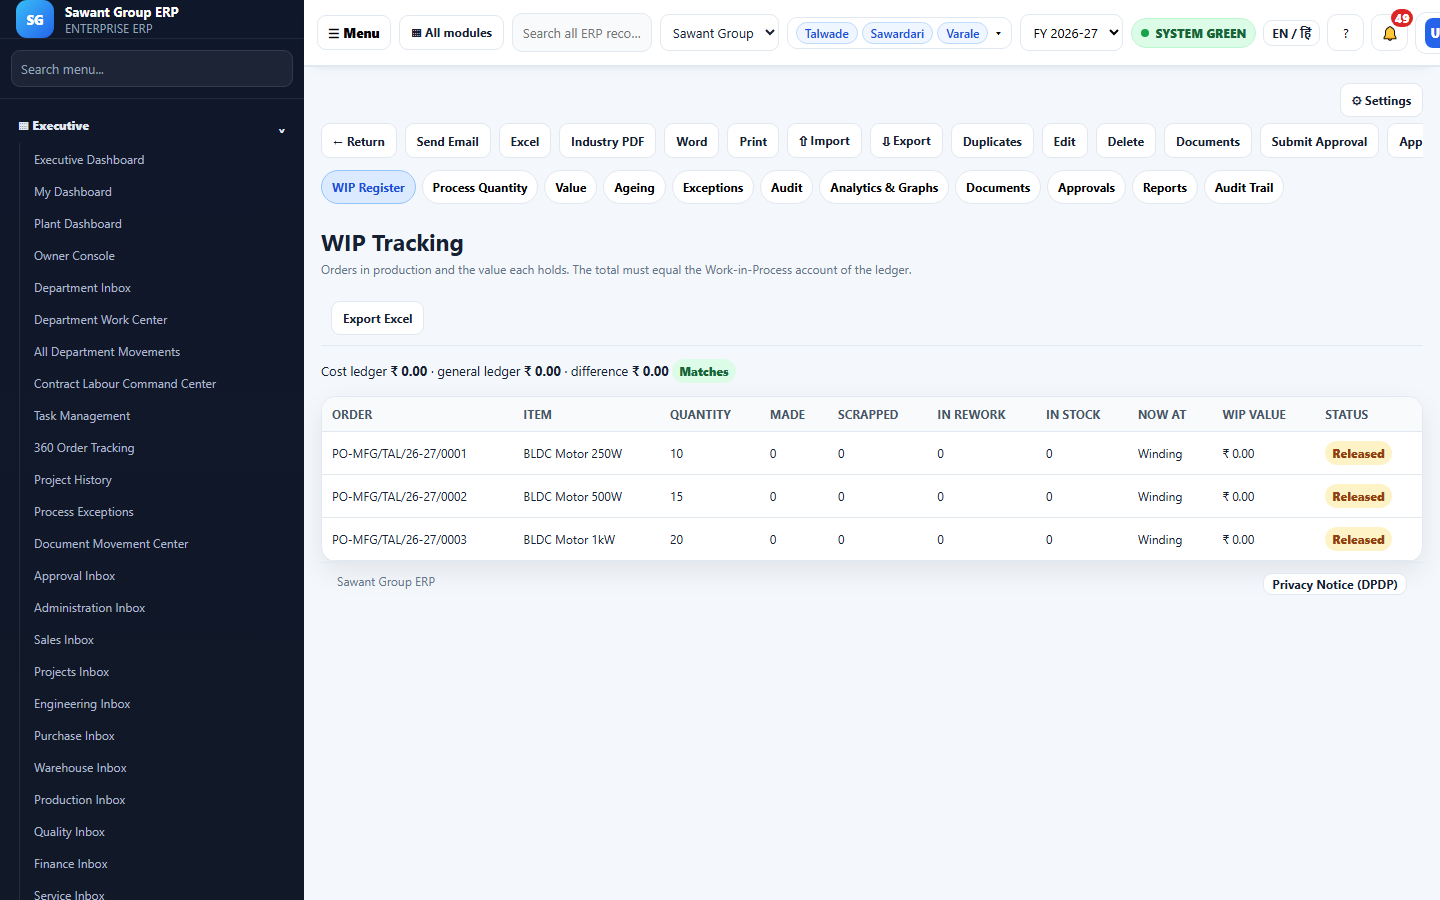 SG
Sawant Group ERP
ENTERPRISE ERP
Search menu...
Executive
Executive Dashboard
My Dashboard
Plant Dashboard
Owner Console
Department Inbox
Department Work Center
All Department Movements
Contract Labour Command Center
Task Management
360 Order Tracking
Project History
Process Exceptions
Document Movement Center
Approval Inbox
Administration Inbox
Sales Inbox
Projects Inbox
Engineering Inbox
Purchase Inbox
Warehouse Inbox
Production Inbox
Quality Inbox
Finance Inbox
Service Inbox
☰ Menu All modules Search all ERP reco... Sawant Group Talwade Sawardari Varale FY 2026-27 SYSTEM GREEN EN / हिं ? 49 U
⚙ Settings
← Return Send Email Excel Industry PDF Word Print ⇧ Import ⇩ Export Duplicates Edit Delete Documents Submit Approval App
WIP Register Process Quantity Value Ageing Exceptions Audit Analytics & Graphs Documents Approvals Reports Audit Trail
WIP Tracking
Orders in production and the value each holds. The total must equal the Work-in-Process account of the ledger.
Export Excel
Cost ledger ₹ 0.00 · general ledger ₹ 0.00 · difference ₹ 0.00 Matches
ORDER ITEM QUANTITY MADE SCRAPPED IN REWORK IN STOCK NOW AT WIP VALUE STATUS
PO-MFG/TAL/26-27/0001 BLDC Motor 250W 10 0 0 0 0 Winding ₹ 0.00 Released
PO-MFG/TAL/26-27/0002 BLDC Motor 500W 15 0 0 0 0 Winding ₹ 0.00 Released
PO-MFG/TAL/26-27/0003 BLDC Motor 1kW 20 0 0 0 0 Winding ₹ 0.00 Released
Sawant Group ERP
Privacy Notice (DPDP)